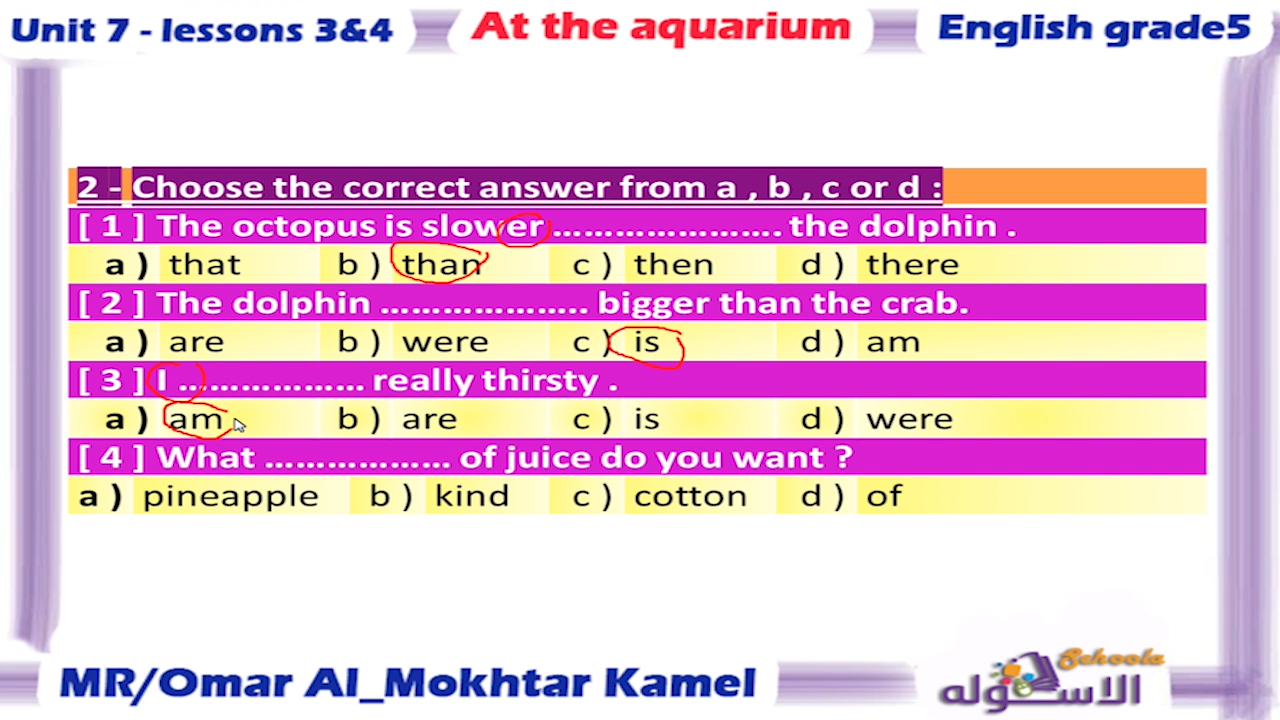 Unit 7 - lessons 3&4
At the aquarium
English grade5
2 - Choose the correct answer from a , b , c or d :
[ 1 ] The octopus is slower ………………… the dolphin .
a ) that b ) than c ) then d ) there
[ 2 ] The dolphin ……………….. bigger than the crab.
a ) are b ) were c ) is d ) am
[ 3 ] I ……………… really thirsty .
a ) am b ) are c ) is d ) were
[ 4 ] What ……………… of juice do you want ?
a ) pineapple b ) kind c ) cotton d ) of
MR/Omar Al_Mokhtar Kamel
Schoola
الاسكوله